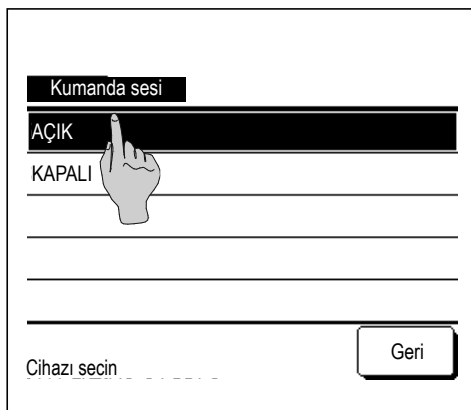 Kumanda sesi
AÇIK
KAPALI
Geri
Cihazı secin